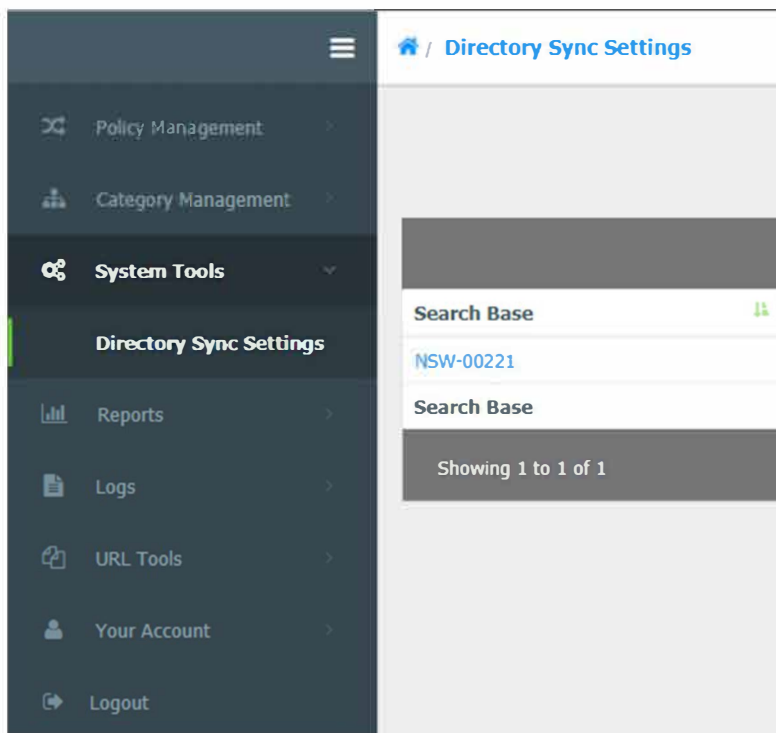 / Directory Sync Settings
Policy Management
Category Management
System Tools
Directory Sync Settings
Reports
Logs
URL Tools
Your Account
Logout
Search Base
NSW-00221
Search Base
Showing 1 to 1 of 1